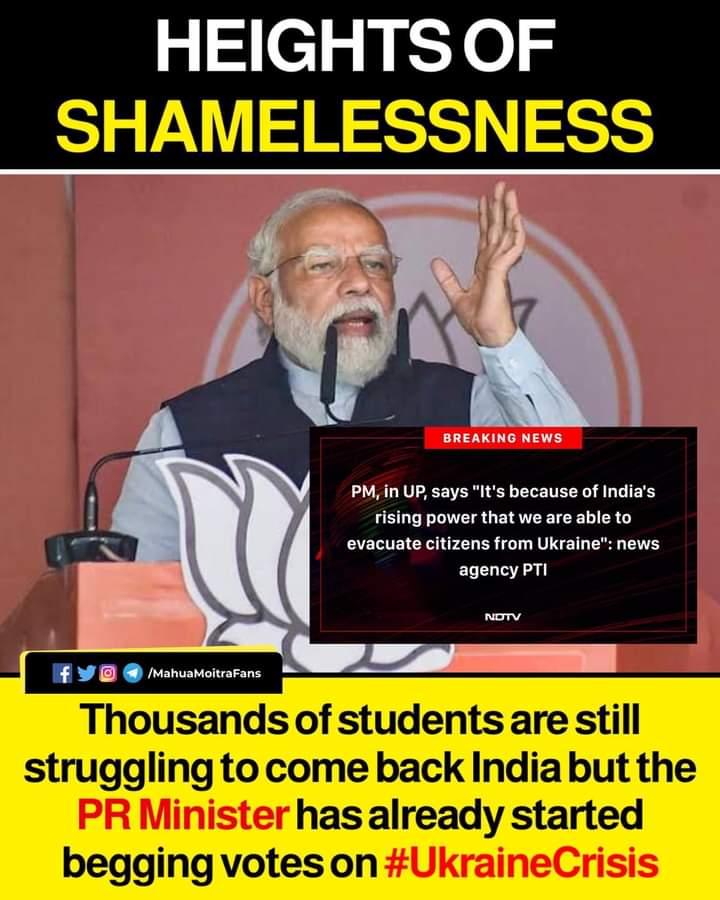 HEIGHTS OF
SHAMELESSNESS
BREAKING NEWS
PM, in UP, says "It's because of India's
rising power that we are able to
evacuate citizens from Ukraine": news
agency PTI
NDTV
/MahuaMoitraFans
Thousands of students are still
struggling to come back India but the
PR Minister has already started
begging votes on #UkraineCrisis